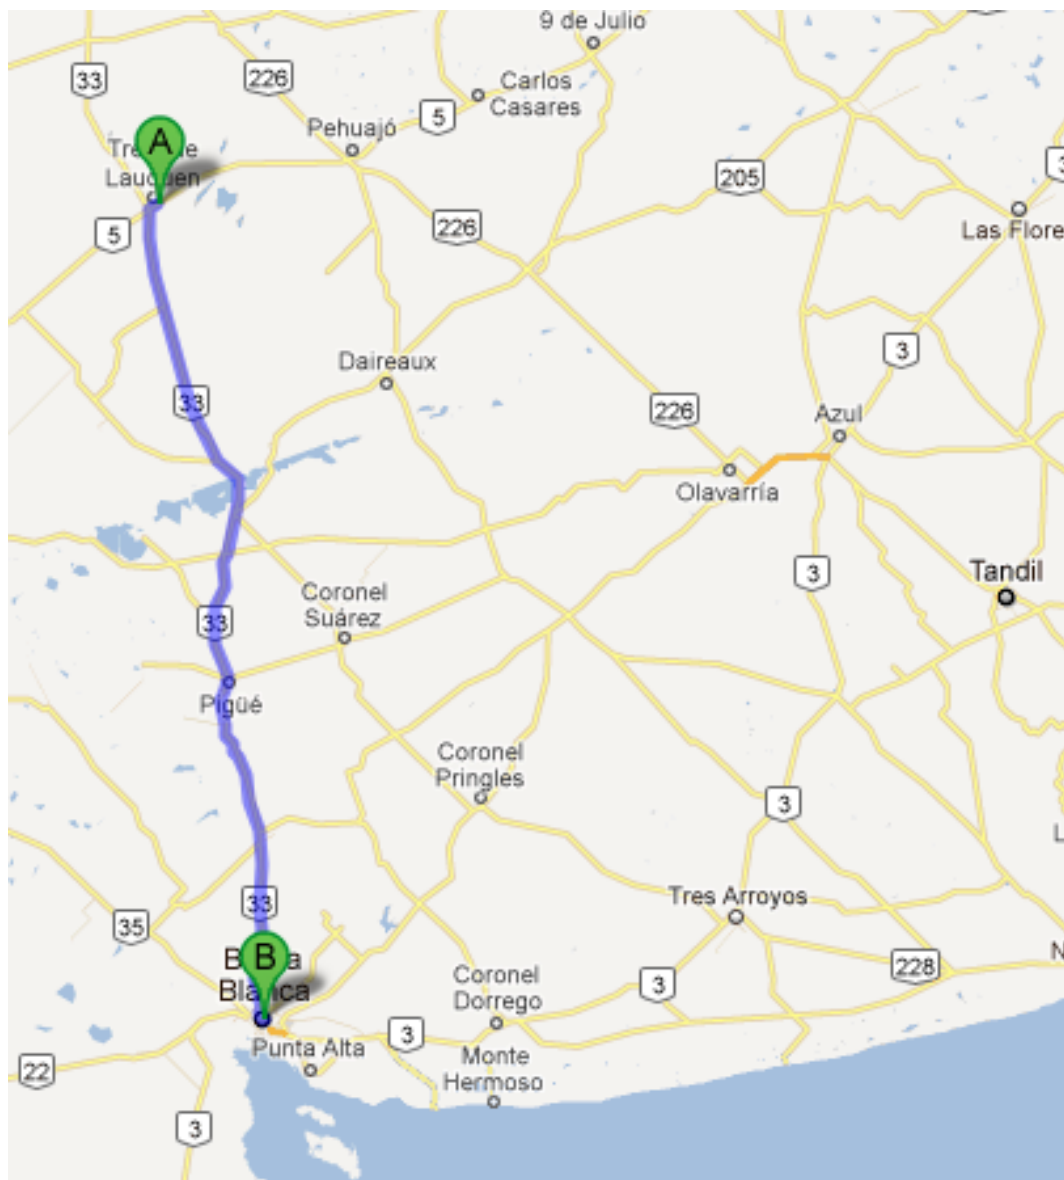 9 de Julio
33
226
Carlos
Casares
5
Pehuajó
A
Lauquen
205
3
Las Flore
5
226
Daireaux
3
33
226
Azul
Olavarría
3
Tandil
Coronel
Suárez
33
Pigüé
Coronel
Pringles
3
L
Tres Arroyos
33
35
N
B
Blanca
Coronel
Dorrego
228
3
3
Punta Alta
Monte
Hermoso
22
3